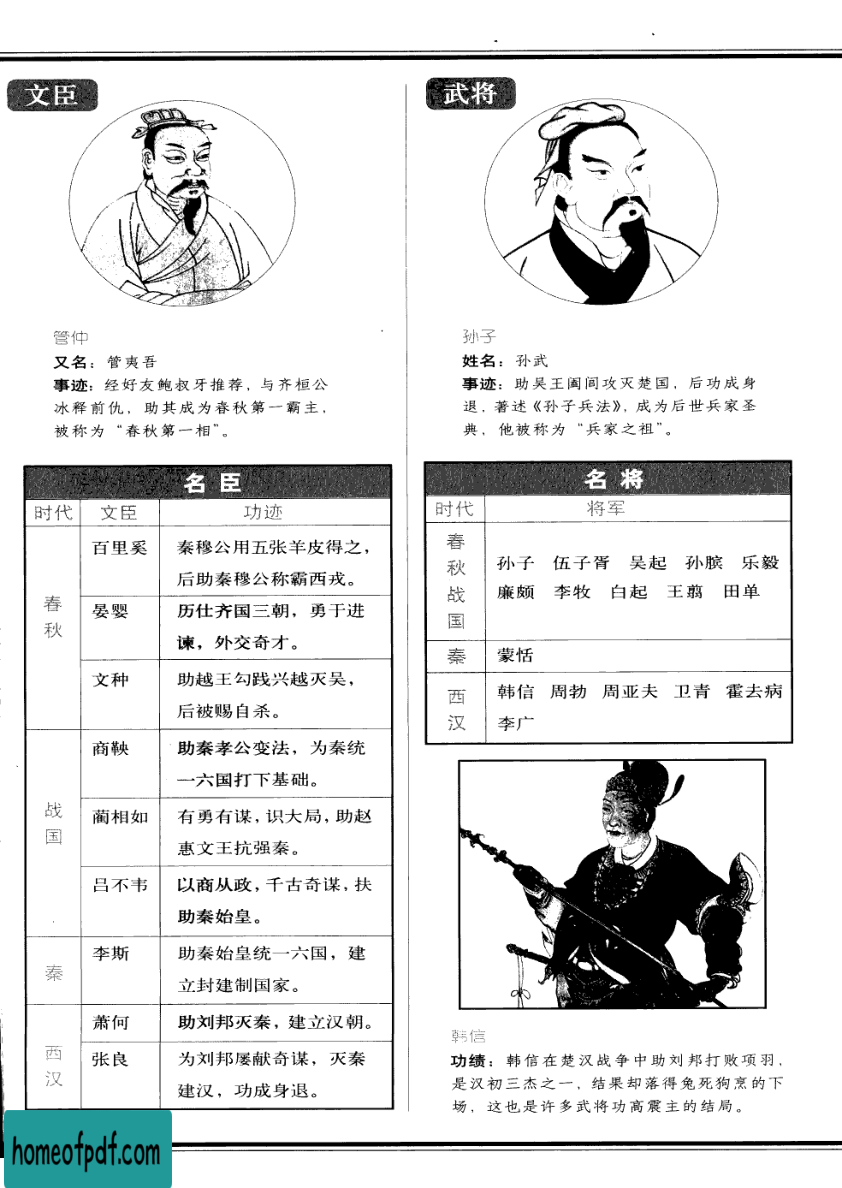 文臣
管仲
又名：管夷吾
事迹：经好友鲍叔牙推荐，与齐桓公
冰释前仇，助其成为春秋第一霸主，
被称为“春秋第一相”。
名臣
时代 文臣 功迹
春秋
百里奚 秦穆公用五张羊皮得之，
后助秦穆公称霸西戎。
晏婴 历仕齐国三朝，勇于进
谏，外交奇才。
文种 助越王勾践兴越灭吴，
后被赐自杀。
战国
商鞅 助秦孝公变法，为秦统
一六国打下基础。
蔺相如 有勇有谋，识大局，助赵
惠文王抗强秦。
吕不韦 以商从政，千古奇谋，扶
助秦始皇。
秦
李斯 助秦始皇统一六国，建
立封建制国家。
西汉
萧何 助刘邦灭秦，建立汉朝。
张良 为刘邦屡献奇谋，灭秦
建汉，功成身退。
武将
孙子
姓名：孙武
事迹：助吴王阖闾攻灭楚国，后功成身
退，著述《孙子兵法》，成为后世兵家圣
典，他被称为“兵家之祖”。
名将
时代 将军
春秋战国
孙子 伍子胥 吴起 孙膑 乐毅
廉颇 李牧 白起 王翦 田单
秦 蒙恬
西汉
韩信 周勃 周亚夫 卫青 霍去病
李广
韩信
功绩：韩信在楚汉战争中助刘邦打败项羽，
是汉初三杰之一，结果却落得兔死狗烹的下
场，这也是许多武将功高震主的结局。
homeofpdf.com